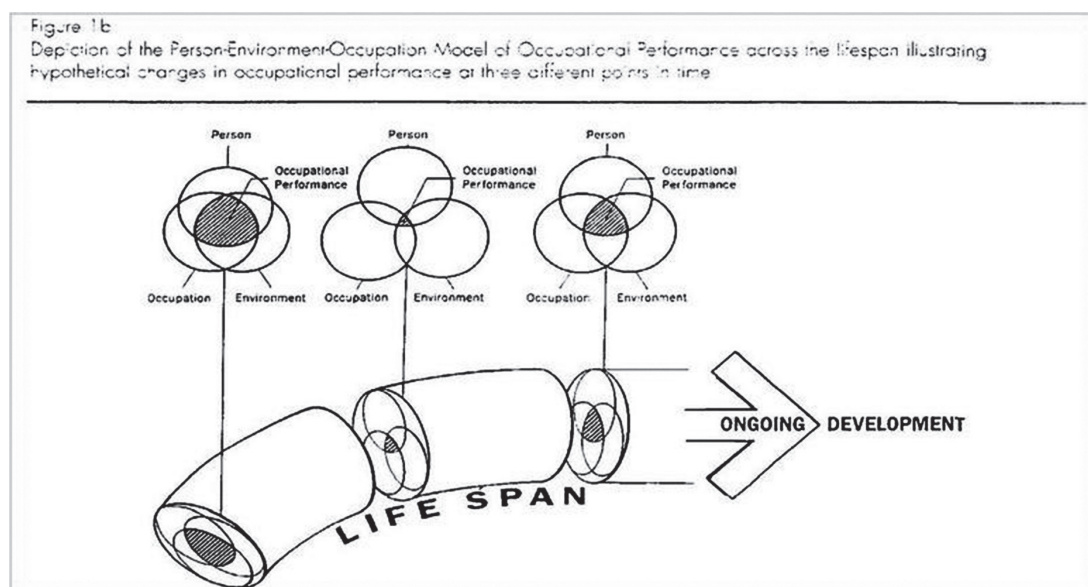 Figure 1b
Depiction of the Person-Environment-Occupation Model of Occupational Performance across the lifespan illustrating
hypothetical changes in occupational performance at three different points in time
Person
Occupational
Performance
Occupation
Environment
Person
Occupational
Performance
Occupation
Environment
Person
Occupational
Performance
Occupation
Environment
ONGOING DEVELOPMENT
LIFE SPAN